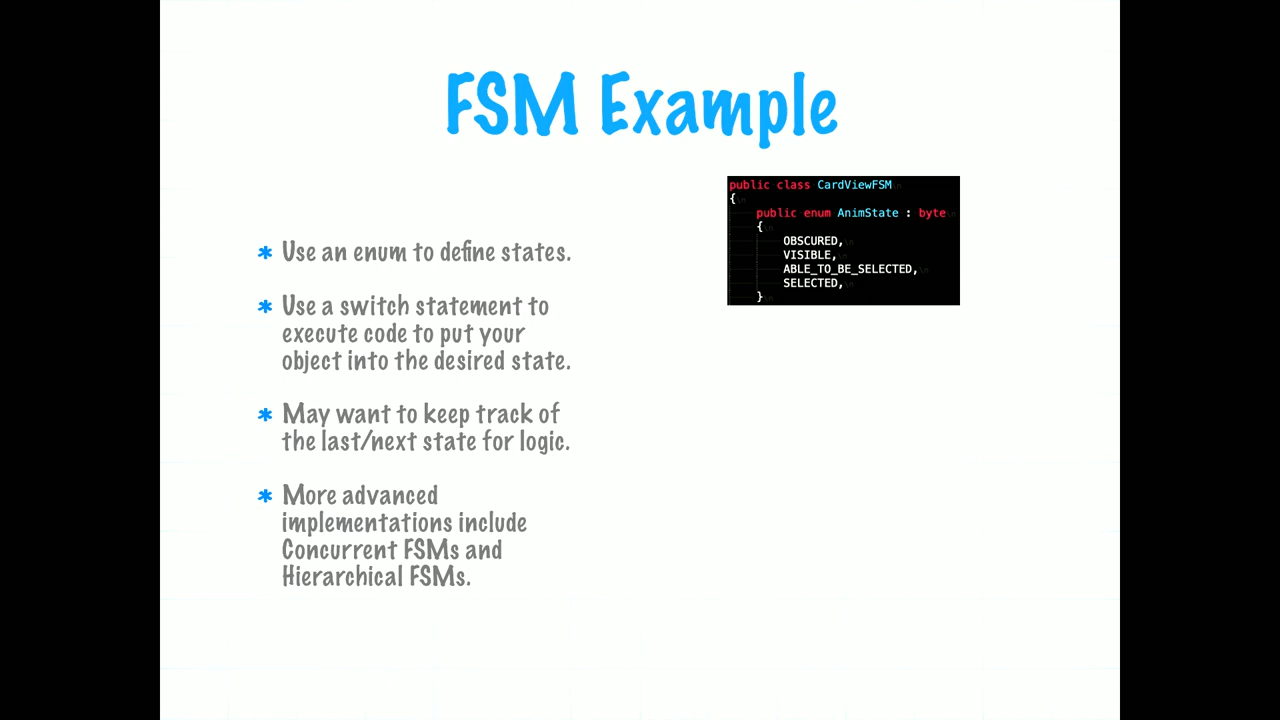 FSM Example
* Use an enum to define states.
* Use a switch statement to
execute code to put your
object into the desired state.
* May want to keep track of
the last/next state for logic.
* More advanced
implementations include
Concurrent FSMs and
Hierarchical FSMs.
public class CardViewFSM\n
{\n
public enum AnimState : byte\n
{\n
OBSCURED,\n
VISIBLE,\n
ABLE_TO_BE_SELECTED,\n
SELECTED,\n
}\n